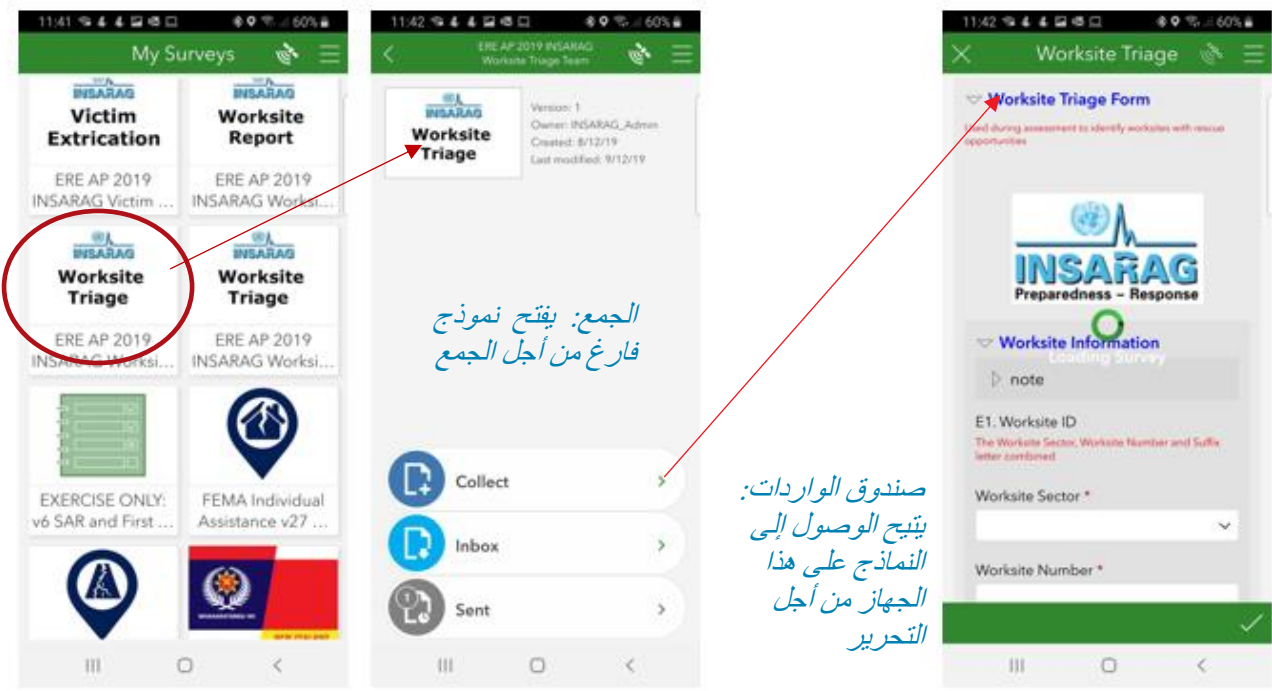 11:41
60%
My Surveys
INSARAG
Victim
Extrication
ERE AP 2019
INSARAG Victim ...
INSARAG
Worksite
Report
ERE AP 2019
INSARAG Worksi...
INSARAG
Worksite
Triage
ERE AP 2019
INSARAG Worksi...
INSARAG
Worksite
Triage
ERE AP 2019
INSARAG Worksi...
EXERCISE ONLY:
v6 SAR and First ...
FEMA Individual
Assistance v27 ...
11:42
60%
ERE AP 2019 INSARAG
Worksite Triage Team
INSARAG
Worksite
Triage
Version: 1
Owner: INSARAG_Admin
Created: 8/12/19
Last modified: 9/12/19
الجمع: يفتح نموذج
فارغ من أجل الجمع
Collect
Inbox
1
Sent
صندوق الواردات:
يتيح الوصول إلى
النماذج على هذا
الجهاز من أجل
التحرير
11:42
60%
Worksite Triage
Worksite Triage Form
Used during assessment to identify worksites with rescue
opportunities
INSARAG
Preparedness – Response
Worksite Information
Loading Survey
note
E1. Worksite ID
The Worksite Sector, Worksite Number and Suffix
letter combined
Worksite Sector *
Worksite Number *